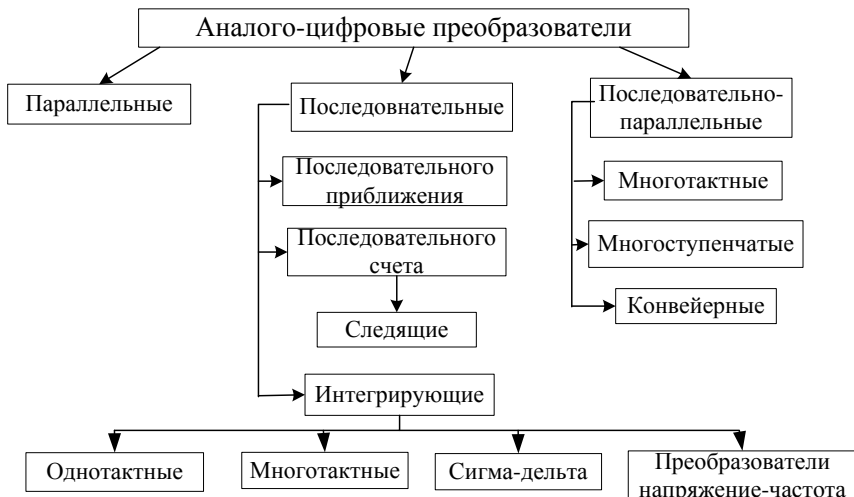 Аналого-цифровые преобразователи
Параллельные
Последовнательные
Последовательно-
параллельные
Последовательного
приближения
Многотактные
Последовательного
счета
Многоступенчатые
Следящие
Конвейерные
Интегрирующие
Однотактные
Многотактные
Сигма-дельта
Преобразователи
напряжение-частота